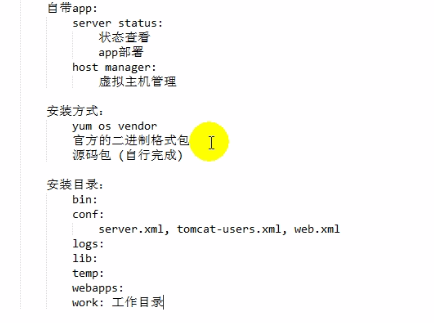 自带app:
server status:
状态查看
app部署
host manager:
虚拟主机管理
安装方式:
yum os vendor
官方的二进制格式包
源码包 (自行完成)
安装目录:
bin:
conf:
server.xml, tomcat-users.xml, web.xml
logs:
lib:
temp:
webapps:
work: 工作目录